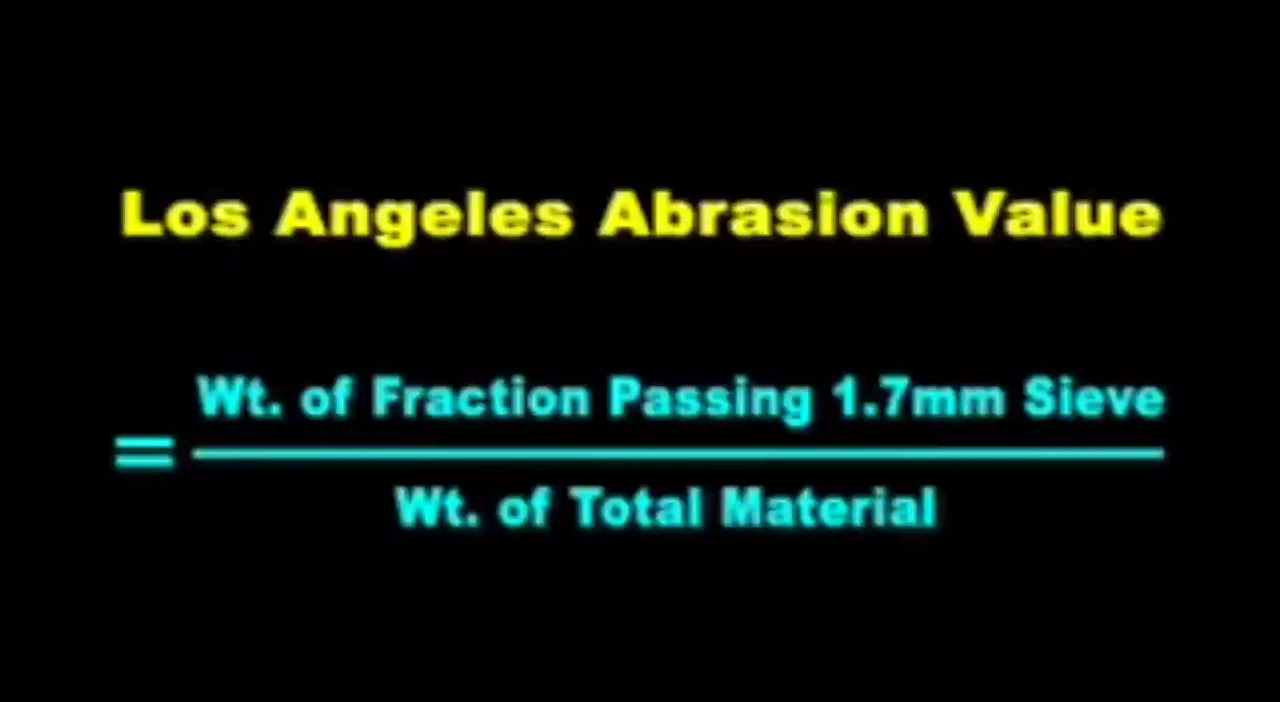 Los Angeles Abrasion Value
Wt. of Fraction Passing 1.7mm Sieve
=
Wt. of Total Material